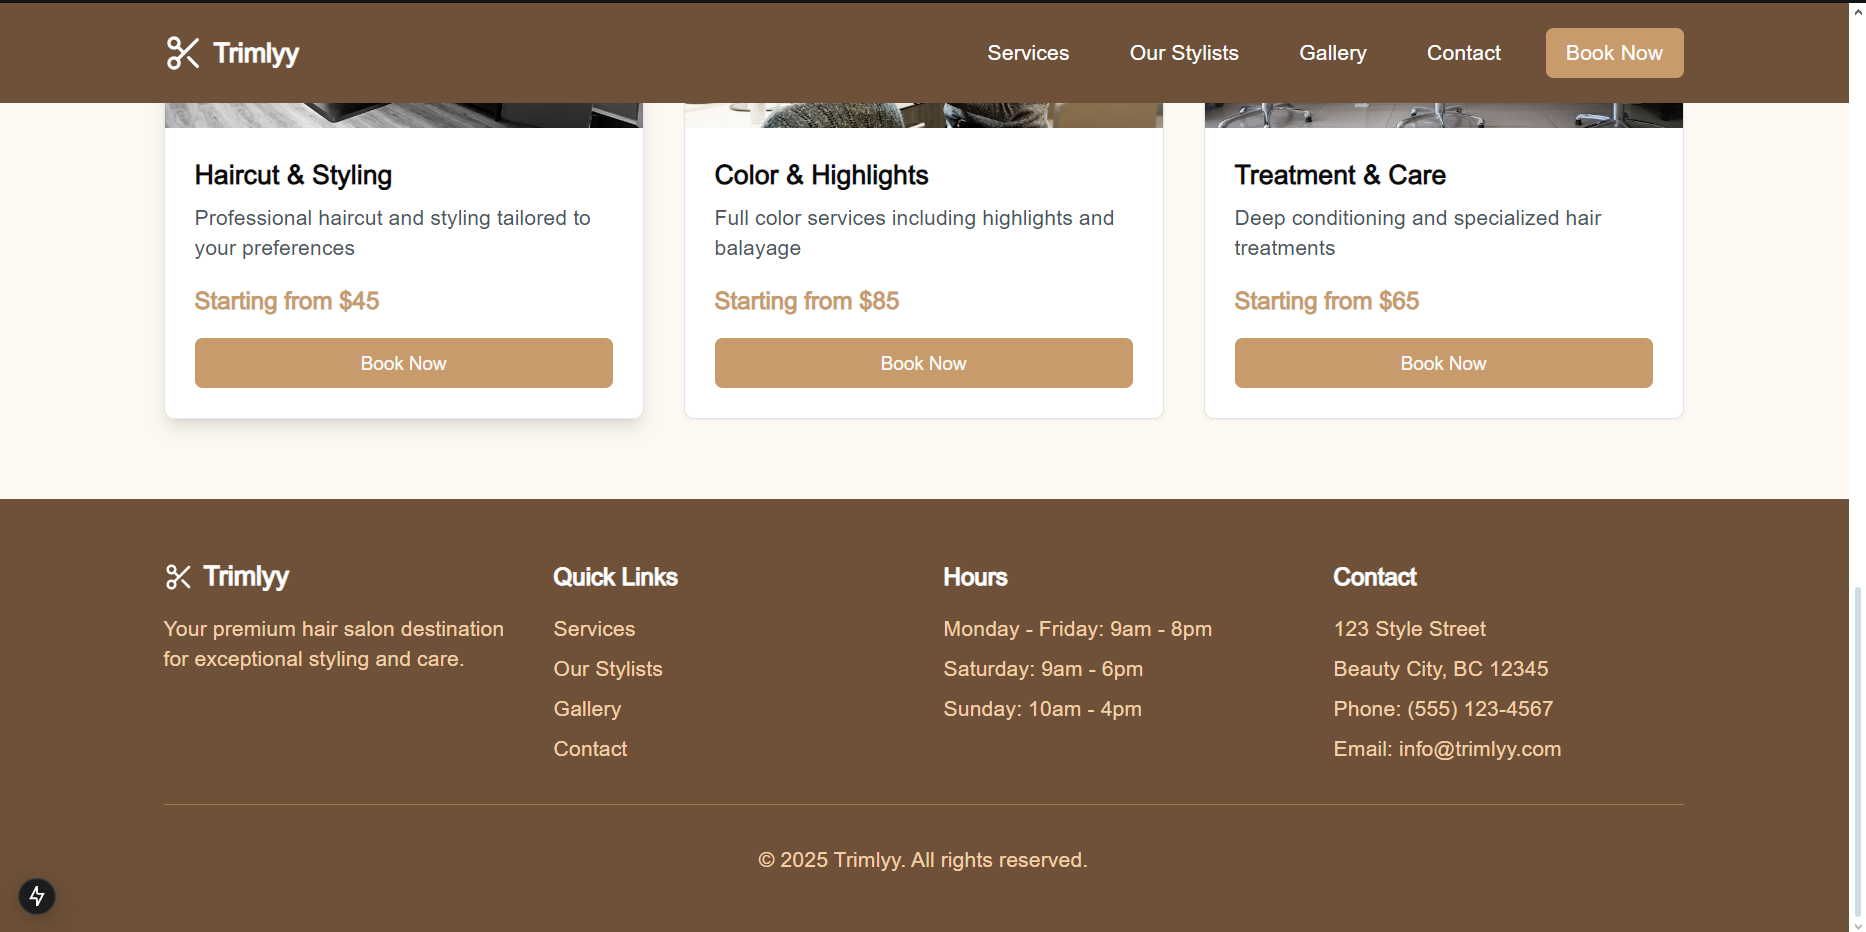 Trimlyy
Services
Our Stylists
Gallery
Contact
Book Now
Haircut & Styling
Professional haircut and styling tailored to
your preferences
Starting from $45
Book Now
Color & Highlights
Full color services including highlights and
balayage
Starting from $85
Book Now
Treatment & Care
Deep conditioning and specialized hair
treatments
Starting from $65
Book Now
Trimlyy
Your premium hair salon destination
for exceptional styling and care.
Quick Links
Services
Our Stylists
Gallery
Contact
Hours
Monday - Friday: 9am - 8pm
Saturday: 9am - 6pm
Sunday: 10am - 4pm
Contact
123 Style Street
Beauty City, BC 12345
Phone: (555) 123-4567
Email: info@trimlyy.com
© 2025 Trimlyy. All rights reserved.